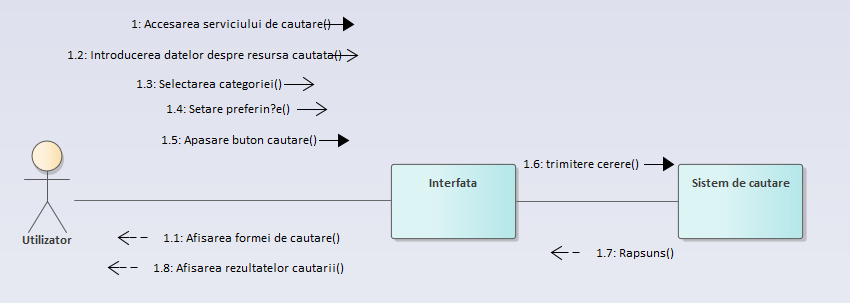 1: Accesarea serviciului de cautare()
1.2: Introducerea datelor despre resursa cautata()
1.3: Selectarea categoriei()
1.4: Setare preferin?e()
1.5: Apasare buton cautare()
1.6: trimitere cerere()
Interfata
Sistem de cautare
Utilizator
1.1: Afisarea formei de cautare()
1.7: Rapsuns()
1.8: Afisarea rezultatelor cautarii()